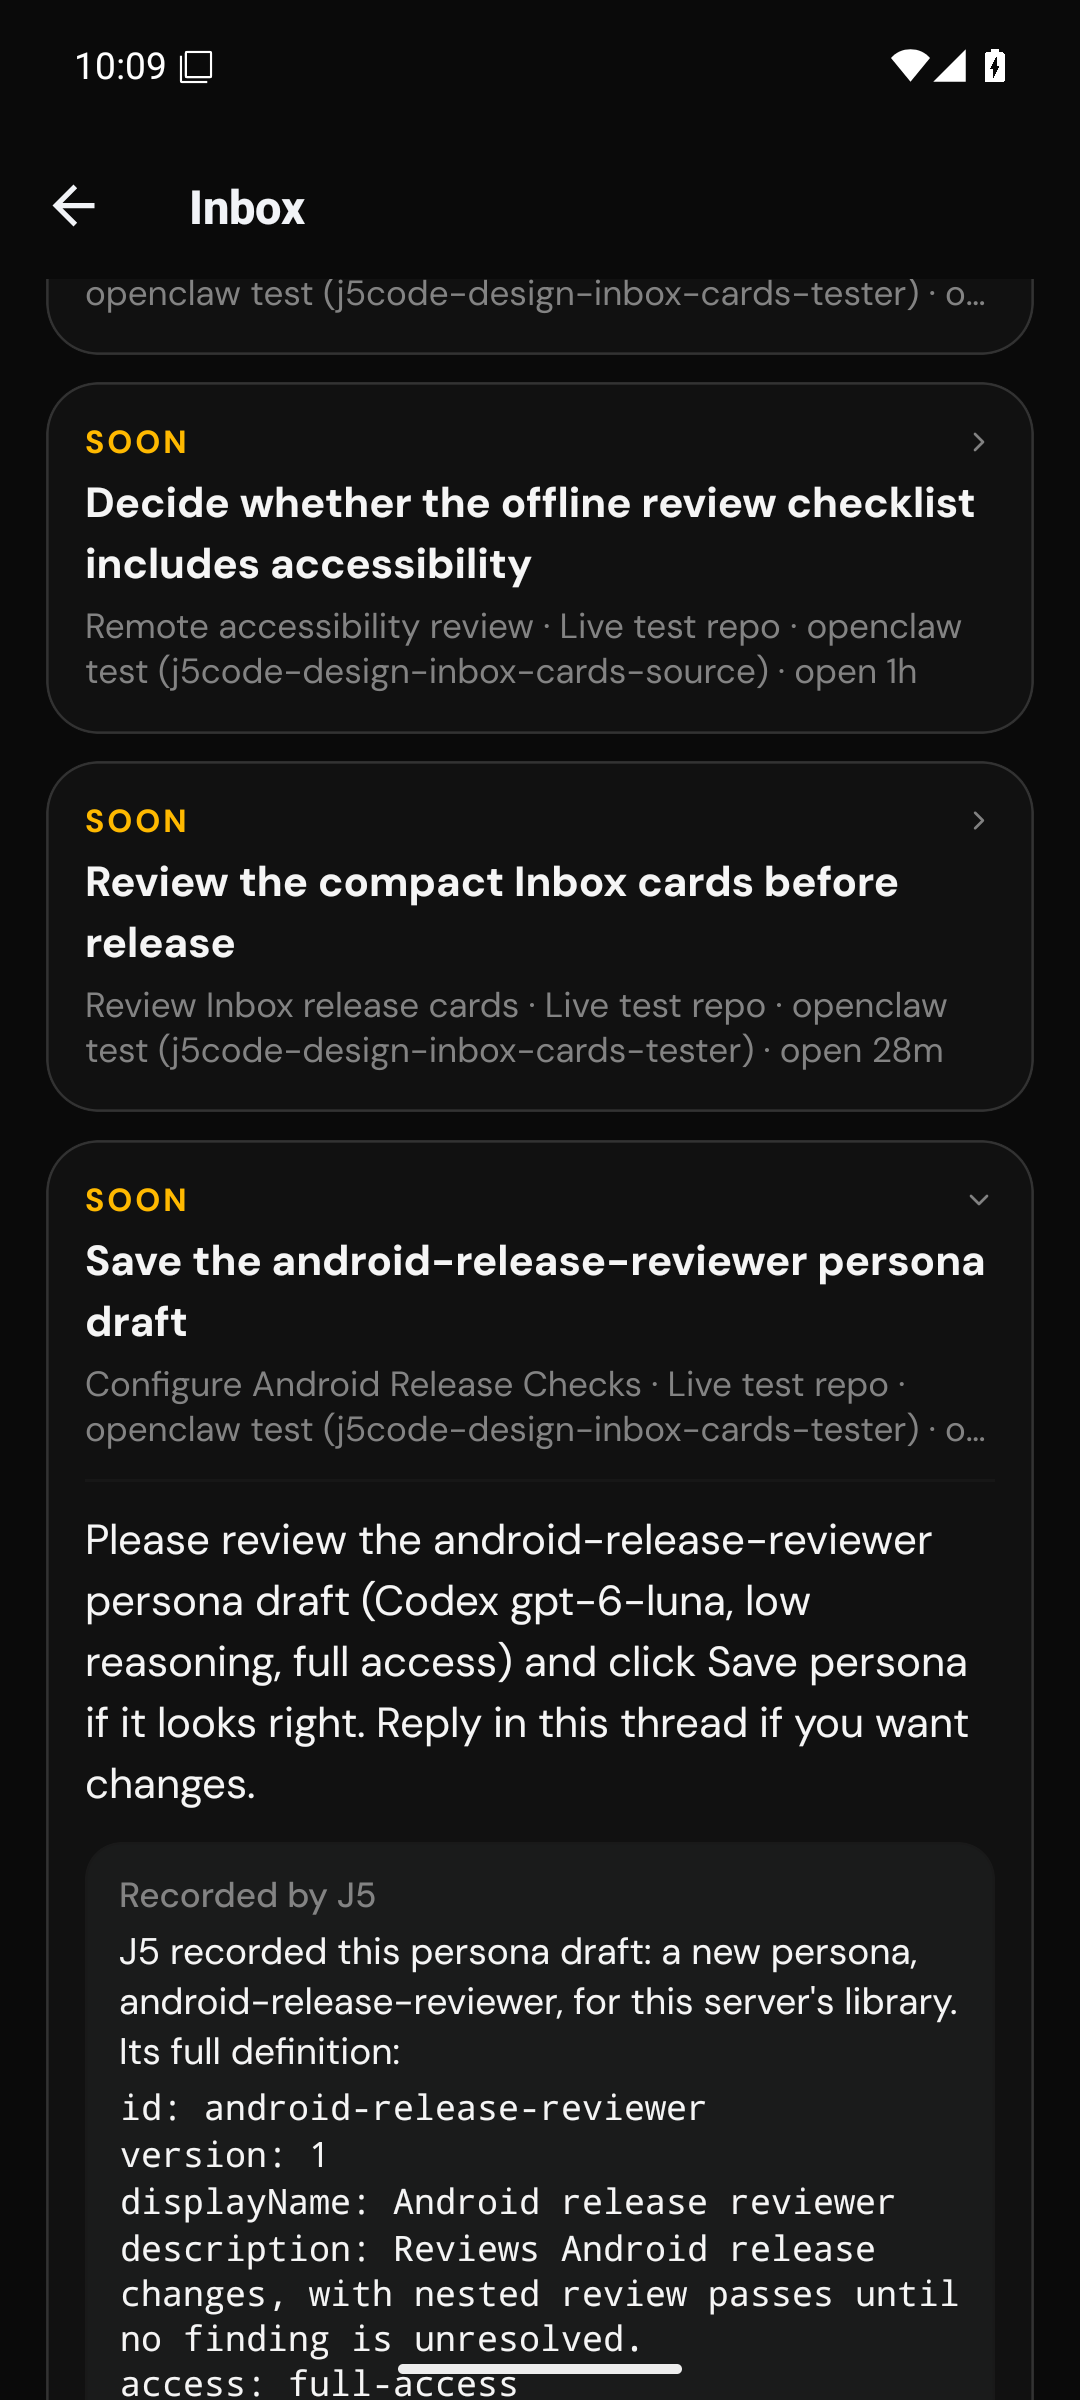 10:09
Inbox
openclaw test (j5code-design-inbox-cards-tester) · o...
SOON
Decide whether the offline review checklist
includes accessibility
Remote accessibility review · Live test repo · openclaw
test (j5code-design-inbox-cards-source) · open 1h
SOON
Review the compact Inbox cards before
release
Review Inbox release cards · Live test repo · openclaw
test (j5code-design-inbox-cards-tester) · open 28m
SOON
Save the android-release-reviewer persona
draft
Configure Android Release Checks · Live test repo ·
openclaw test (j5code-design-inbox-cards-tester) · o...
Please review the android-release-reviewer
persona draft (Codex gpt-6-luna, low
reasoning, full access) and click Save persona
if it looks right. Reply in this thread if you want
changes.
Recorded by J5
J5 recorded this persona draft: a new persona,
android-release-reviewer, for this server's library.
Its full definition:
id: android-release-reviewer
version: 1
displayName: Android release reviewer
description: Reviews Android release
changes, with nested review passes until
no finding is unresolved.
access: full-access